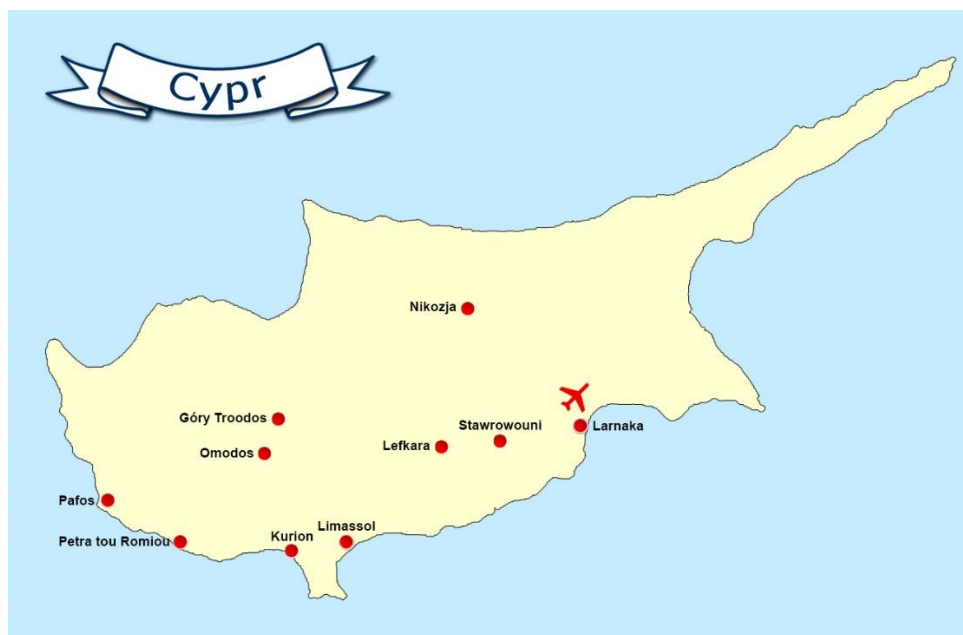 Cypr
Nikozja
Góry Troodos
Stawrowouni
Larnaka
Lefkara
Omodos
Pafos
Limassol
Kurion
Petra tou Romiou